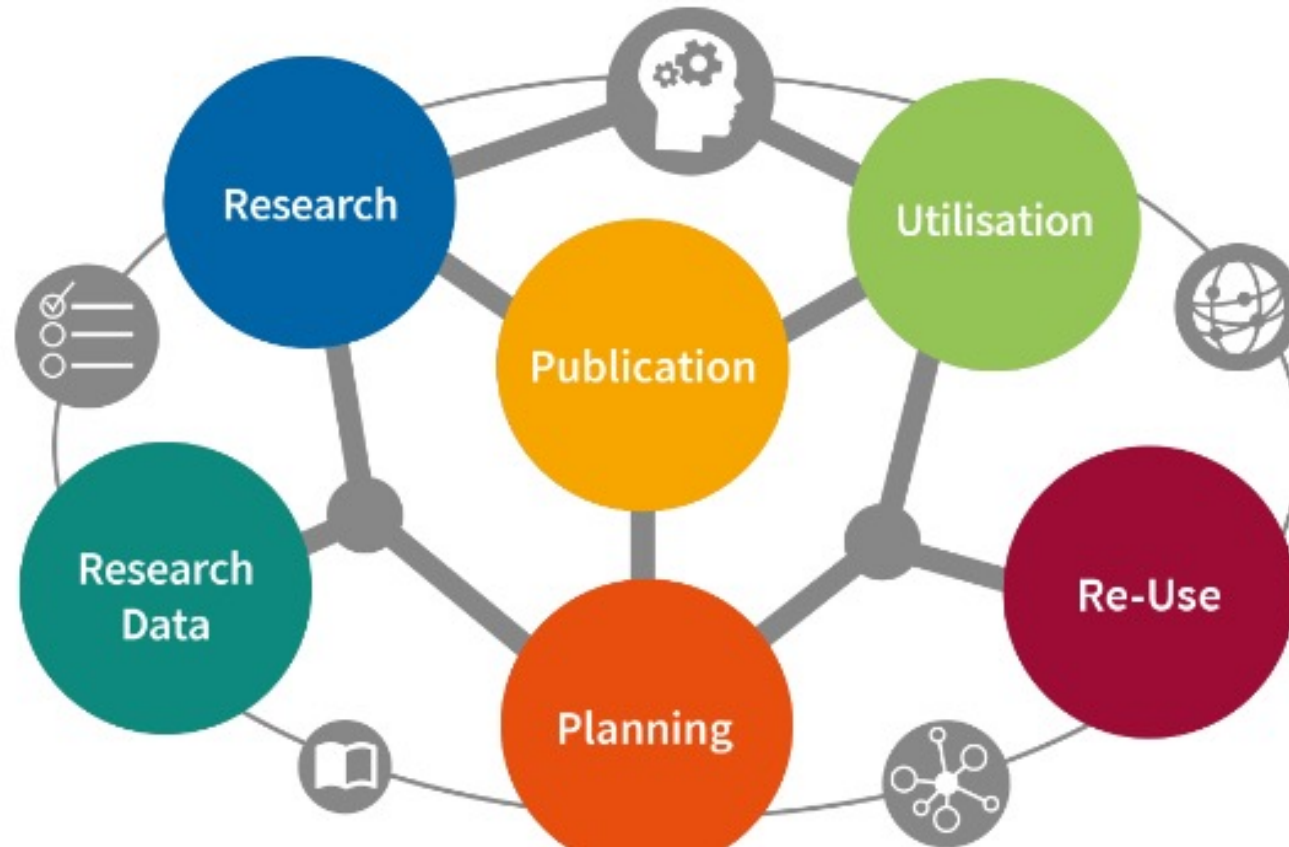 Research
Utilisation
Publication
Research
Data
Re-Use
Planning